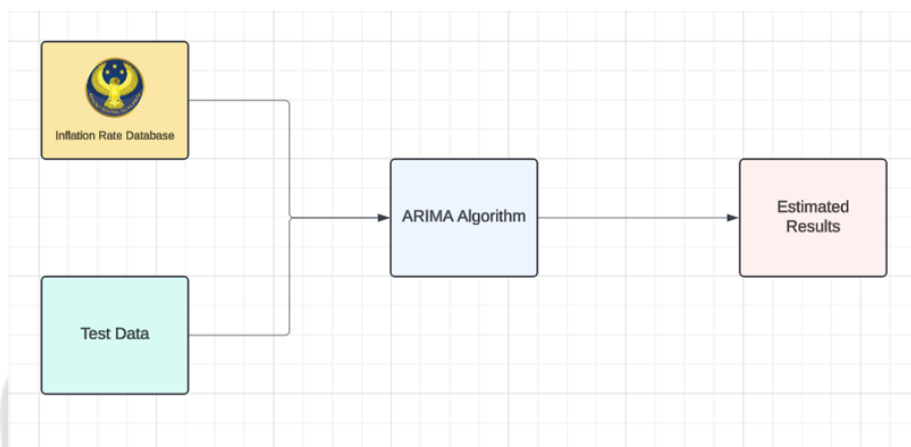 Inflation Rate Database
ARIMA Algorithm
Estimated
Results
Test Data